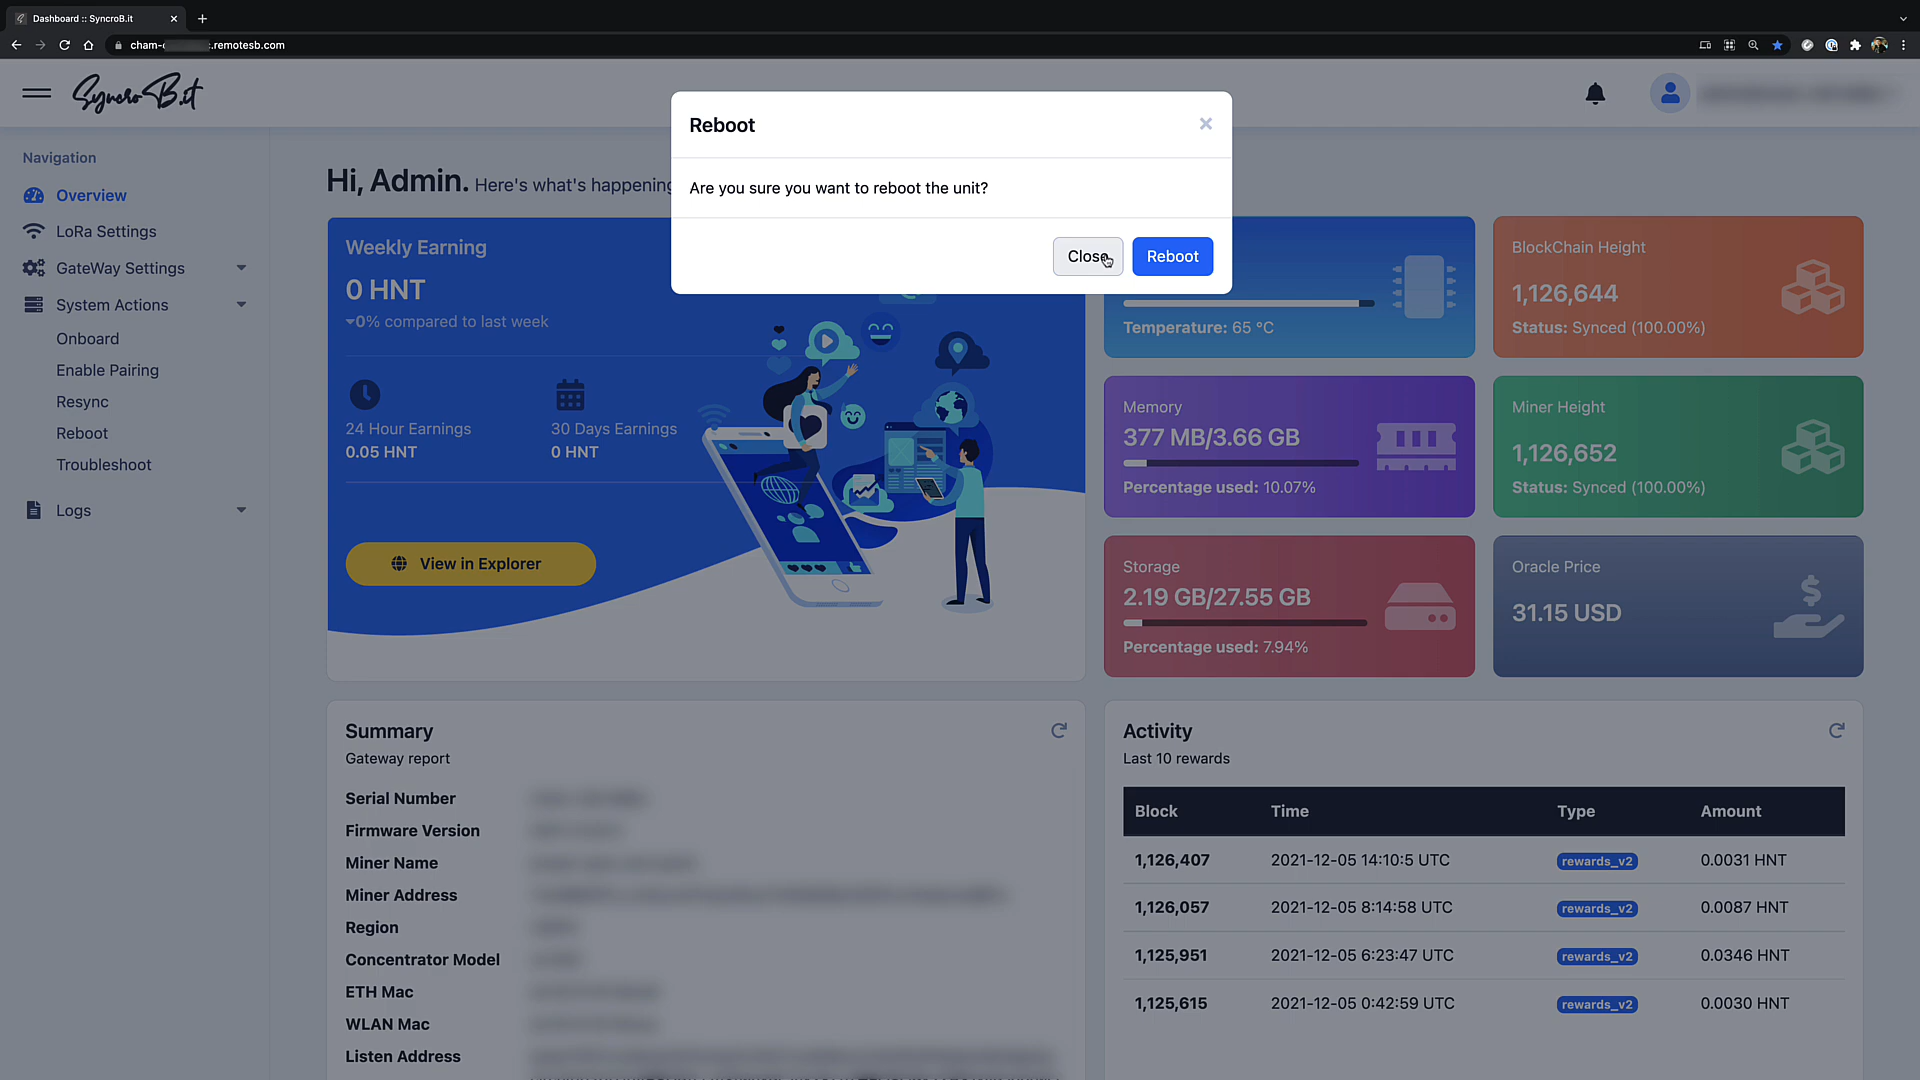 Dashboard :: SyncroB.it
cham-
.remotesb.com
SyncroB.it
Navigation
Overview
LoRa Settings
GateWay Settings
System Actions
Onboard
Enable Pairing
Resync
Reboot
Troubleshoot
Logs
Reboot
Are you sure you want to reboot the unit?
Close
Reboot
Hi, Admin. Here's what's happening
Weekly Earning
0 HNT
0% compared to last week
24 Hour Earnings
0.05 HNT
30 Days Earnings
0 HNT
View in Explorer
Temperature: 65 °C
BlockChain Height
1,126,644
Status: Synced (100.00%)
Memory
377 MB/3.66 GB
Percentage used: 10.07%
Miner Height
1,126,652
Status: Synced (100.00%)
Storage
2.19 GB/27.55 GB
Percentage used: 7.94%
Oracle Price
31.15 USD
Summary
Gateway report
Serial Number
Firmware Version
Miner Name
Miner Address
Region
Concentrator Model
ETH Mac
WLAN Mac
Listen Address
Activity
Last 10 rewards
Block Time Type Amount
1,126,407 2021-12-05 14:10:5 UTC rewards_v2 0.0031 HNT
1,126,057 2021-12-05 8:14:58 UTC rewards_v2 0.0087 HNT
1,125,951 2021-12-05 6:23:47 UTC rewards_v2 0.0346 HNT
1,125,615 2021-12-05 0:42:59 UTC rewards_v2 0.0030 HNT